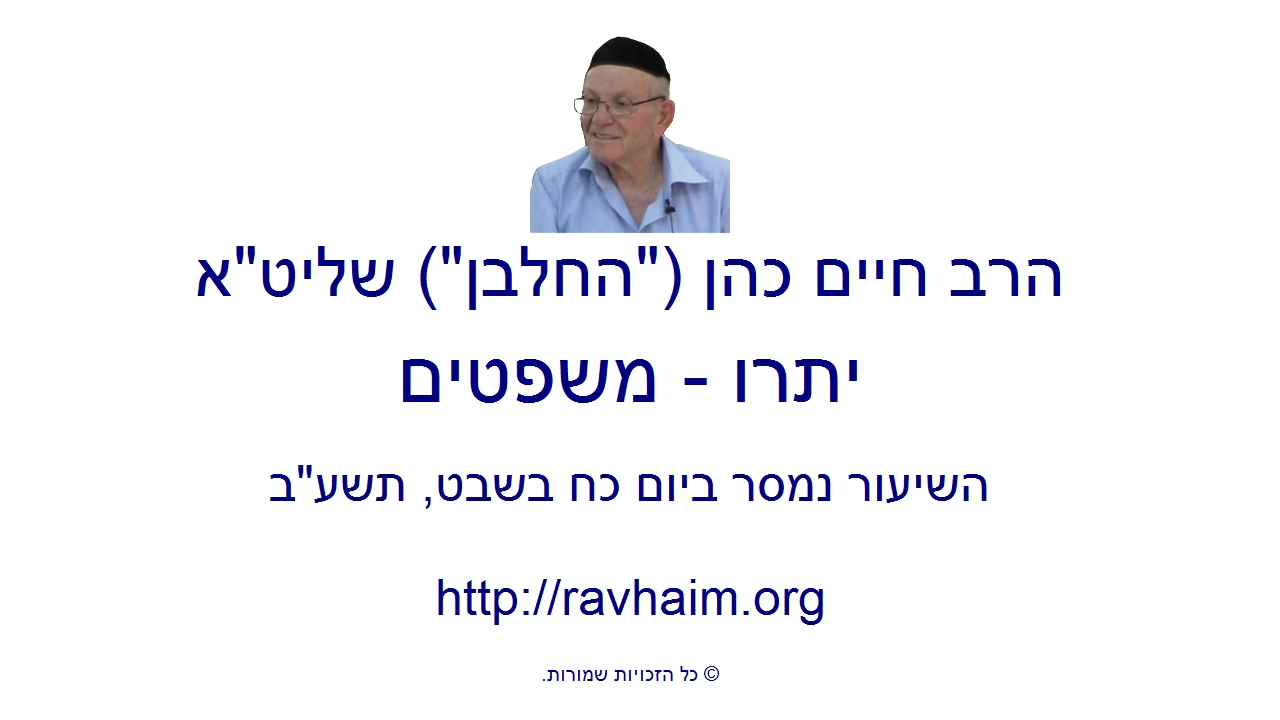 הרב חיים כהן ("החלבן") שליט"א
יתרו - משפטים
השיעור נמסר ביום כח בשבט, תשע"ב
http://ravhaim.org
© כל הזכויות שמורות.